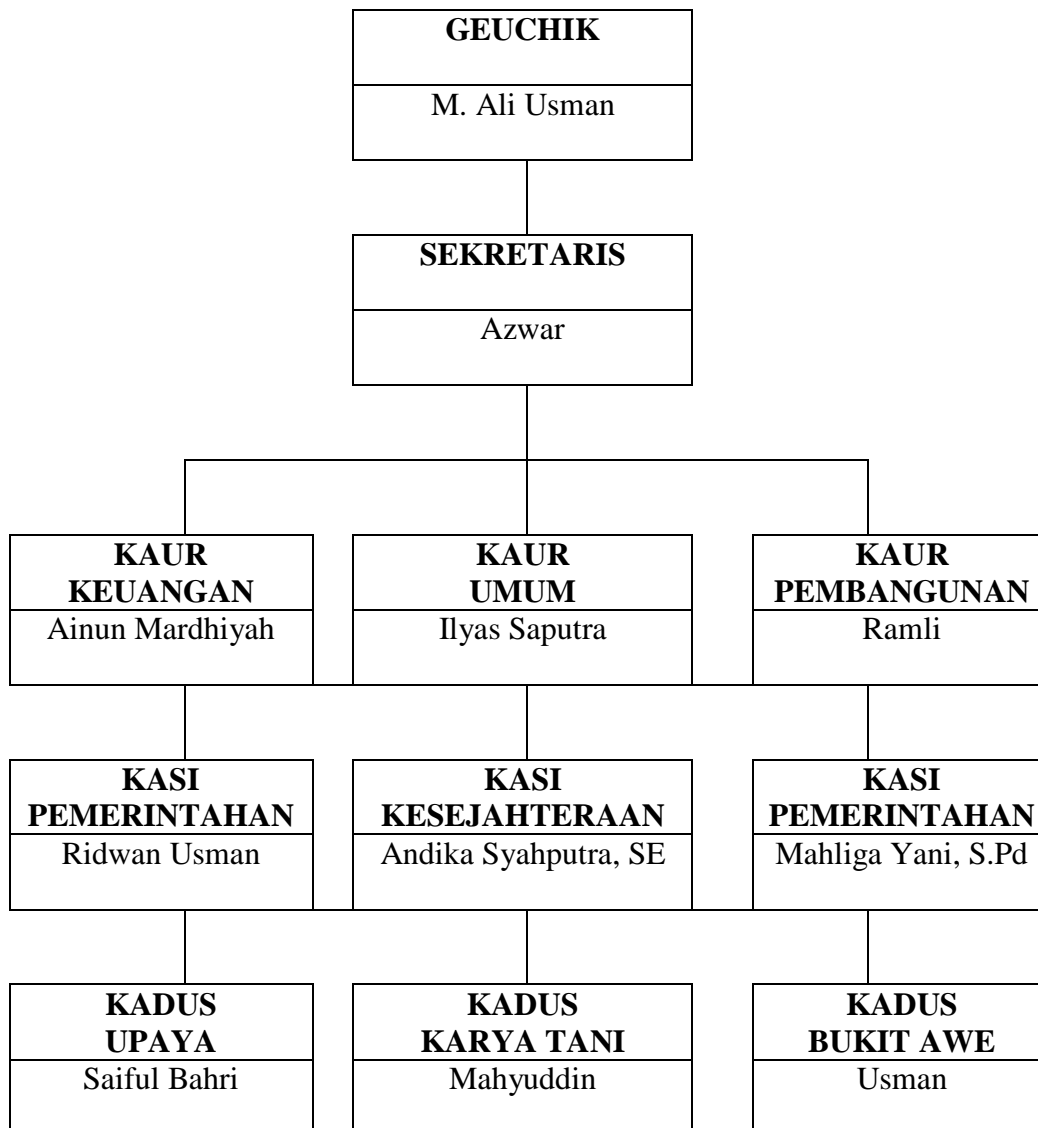 GEUCHIK
M. Ali Usman
SEKRETARIS
Azwar
KAUR
KEUANGAN
Ainun Mardhiyah
KAUR
UMUM
Ilyas Saputra
KAUR
PEMBANGUNAN
Ramli
KASI
PEMERINTAHAN
Ridwan Usman
KASI
KESEJAHTERAAN
Andika Syahputra, SE
KASI
PEMERINTAHAN
Mahliga Yani, S.Pd
KADUS
UPAYA
Saiful Bahri
KADUS
KARYA TANI
Mahyuddin
KADUS
BUKIT AWE
Usman